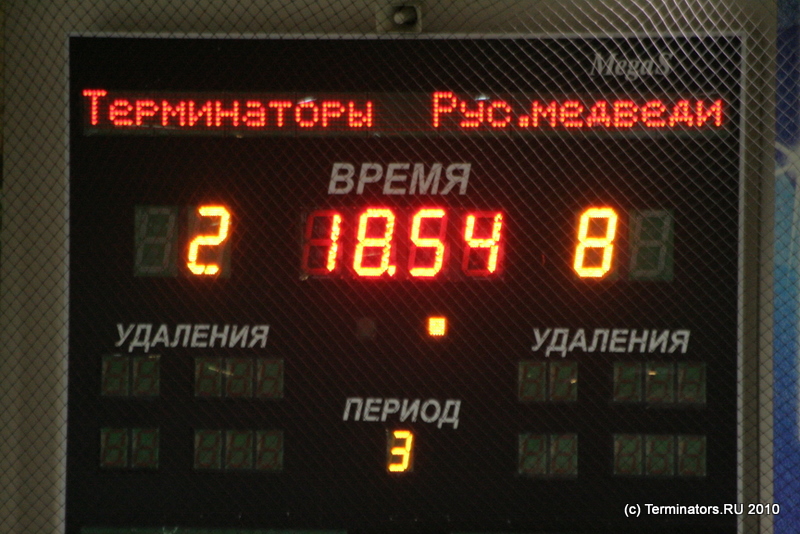 MegaS
Терминаторы Рус.медведи
ВРЕМЯ
2 18.54 8
УДАЛЕНИЯ УДАЛЕНИЯ
ПЕРИОД
3
(c) Terminators.RU 2010